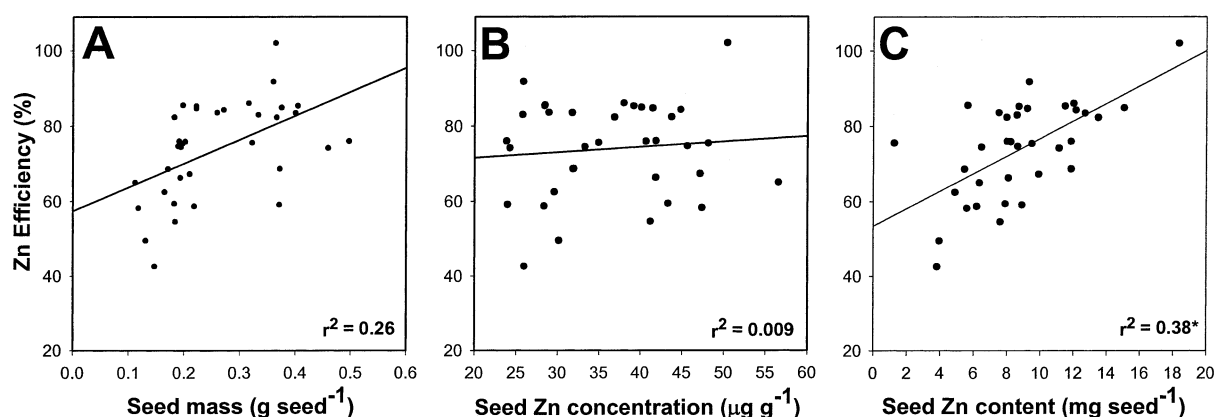 A
B
C
Zn Efficiency (%)
100
80
60
40
20
r² = 0.26
0.0 0.1 0.2 0.3 0.4 0.5 0.6
Seed mass (g seed⁻¹)
100
80
60
40
20
r² = 0.009
20 25 30 35 40 45 50 55 60
Seed Zn concentration (μg g⁻¹)
100
80
60
40
20
r² = 0.38*
0 2 4 6 8 10 12 14 16 18 20
Seed Zn content (mg seed⁻¹)